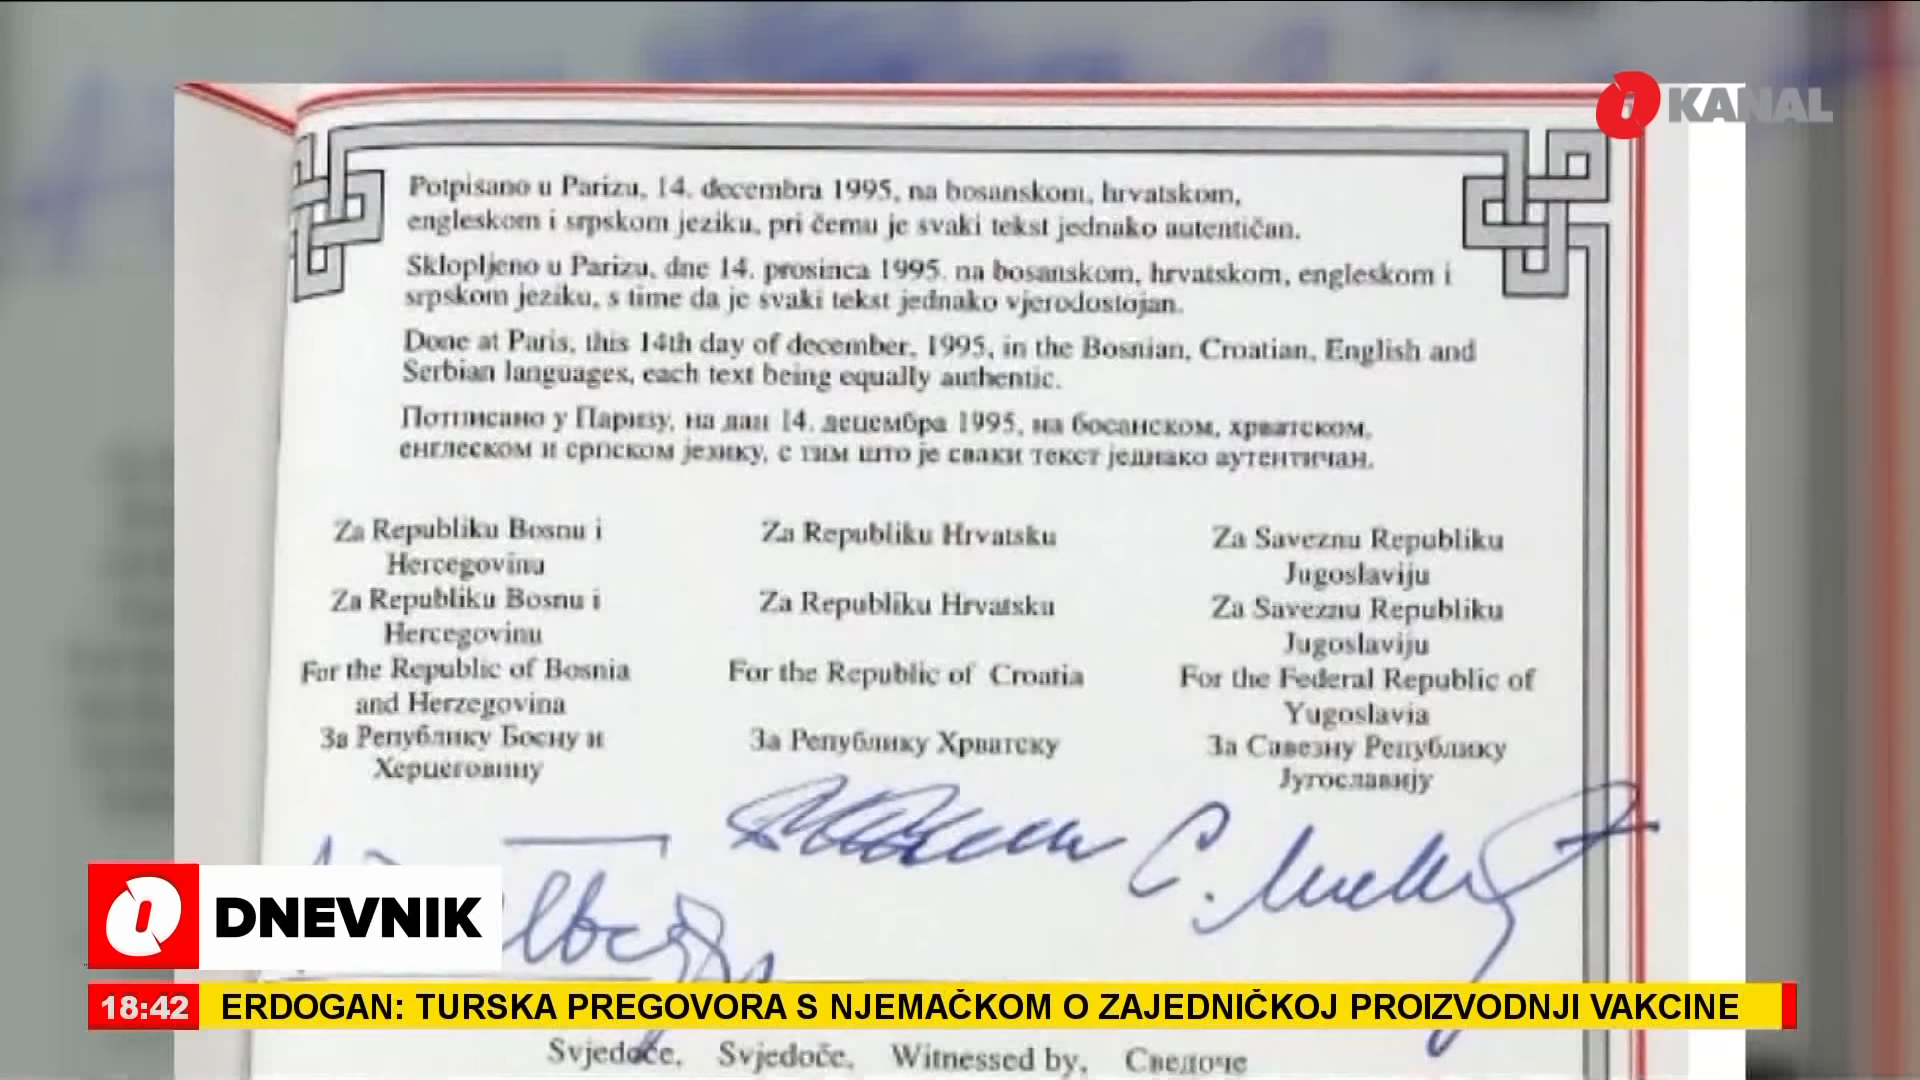 O KANAL
Potpisano u Parizu, 14. decembra 1995, na bosanskom, hrvatskom,
engleskom i srpskom jeziku, pri čemu je svaki tekst jednako autentičan.
Sklopljeno u Parizu, dne 14. prosinca 1995. na bosanskom, hrvatskom, engleskom i
srpskom jeziku, s time da je svaki tekst jednako vjerodostojan.
Done at Paris, this 14th day of december, 1995, in the Bosnian, Croatian, English and
Serbian languages, each text being equally authentic.
Потписано у Паризу, на дан 14. децембра 1995, на босанском, хрватском,
енглеском и српском језику, с тим што је сваки текст једнако аутентичан.
Za Republiku Bosnu i
Hercegovinu
Za Republiku Bosnu i
Hercegovinu
For the Republic of Bosnia
and Herzegovina
За Републику Босну и
Херцеговину
Za Republiku Hrvatsku
Za Republiku Hrvatsku
For the Republic of Croatia
За Републику Хрватску
Za Saveznu Republiku
Jugoslaviju
Za Saveznu Republiku
Jugoslaviju
For the Federal Republic of
Yugoslavia
За Савезну Републику
Југославију
O DNEVNIK
18:42 ERDOGAN: TURSKA PREGOVORA S NJEMAČKOM O ZAJEDNIČKOJ PROIZVODNJI VAKCINE
Svjedoče, Svjedoče, Witnessed by, Сведоче